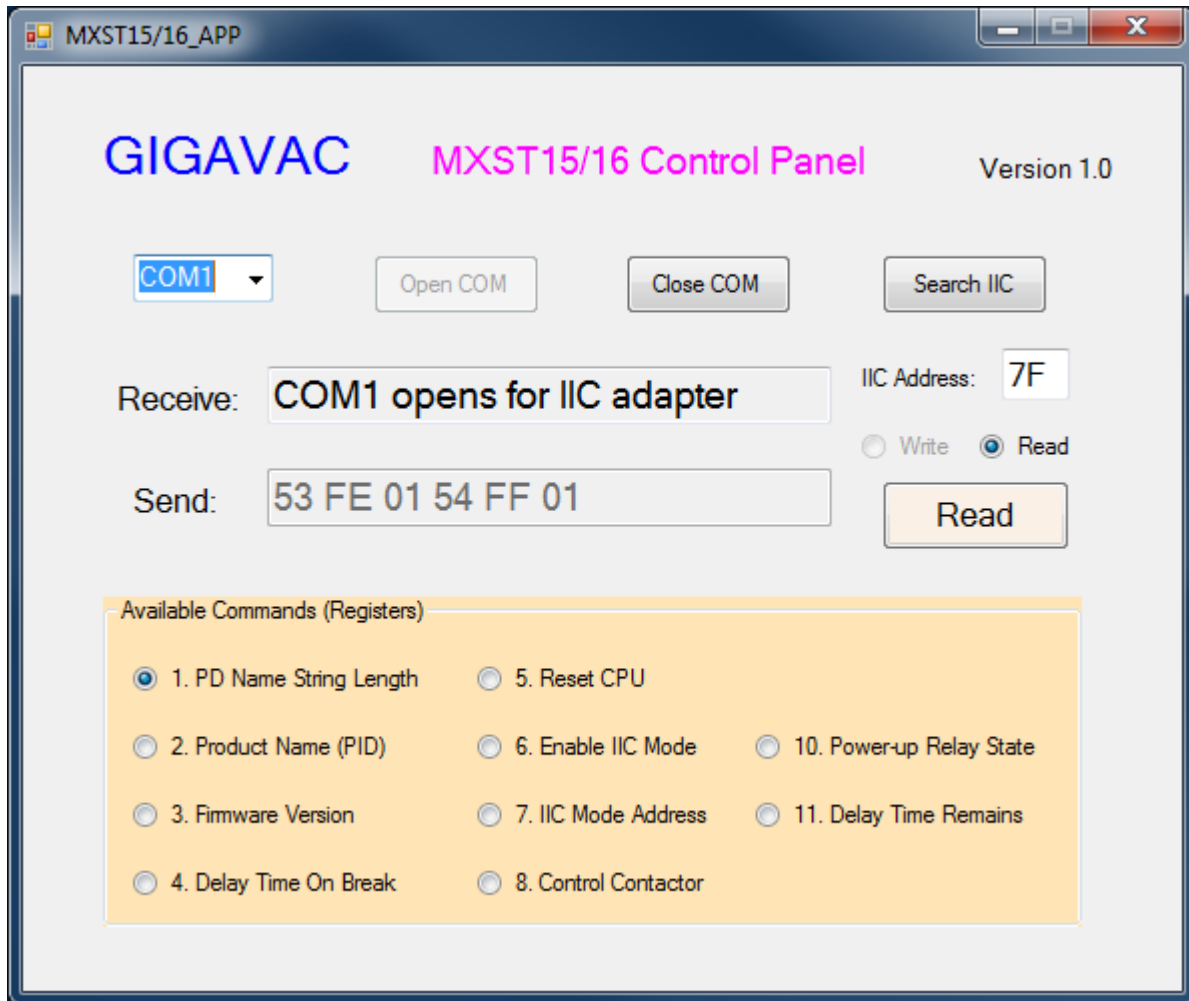 MXST15/16_APP
GIGAVAC MXST15/16 Control Panel Version 1.0
COM1 Open COM Close COM Search IIC
Receive: COM1 opens for IIC adapter IIC Address: 7F
Write Read
Send: 53 FE 01 54 FF 01 Read
Available Commands (Registers)
1. PD Name String Length 5. Reset CPU
2. Product Name (PID) 6. Enable IIC Mode 10. Power-up Relay State
3. Firmware Version 7. IIC Mode Address 11. Delay Time Remains
4. Delay Time On Break 8. Control Contactor